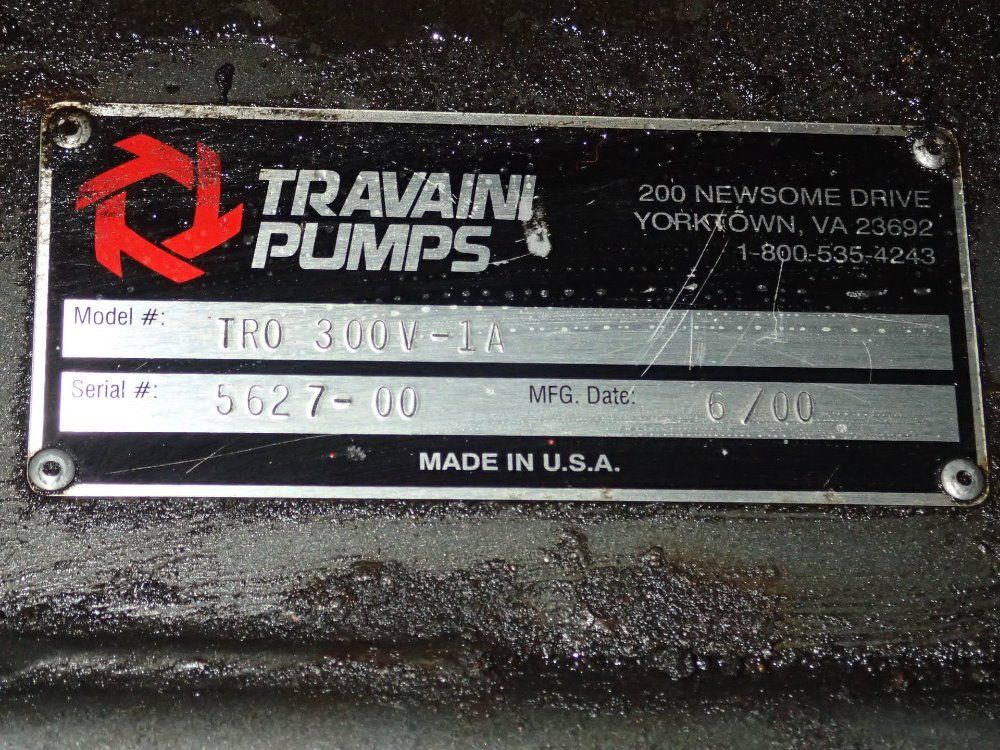 TRAVAINI
PUMPS
200 NEWSOME DRIVE
YORKTOWN, VA 23692
1-800-535-4243
Model #: TRO 300V-1A
Serial #: 5627-00 MFG. Date: 6/00
MADE IN U.S.A.